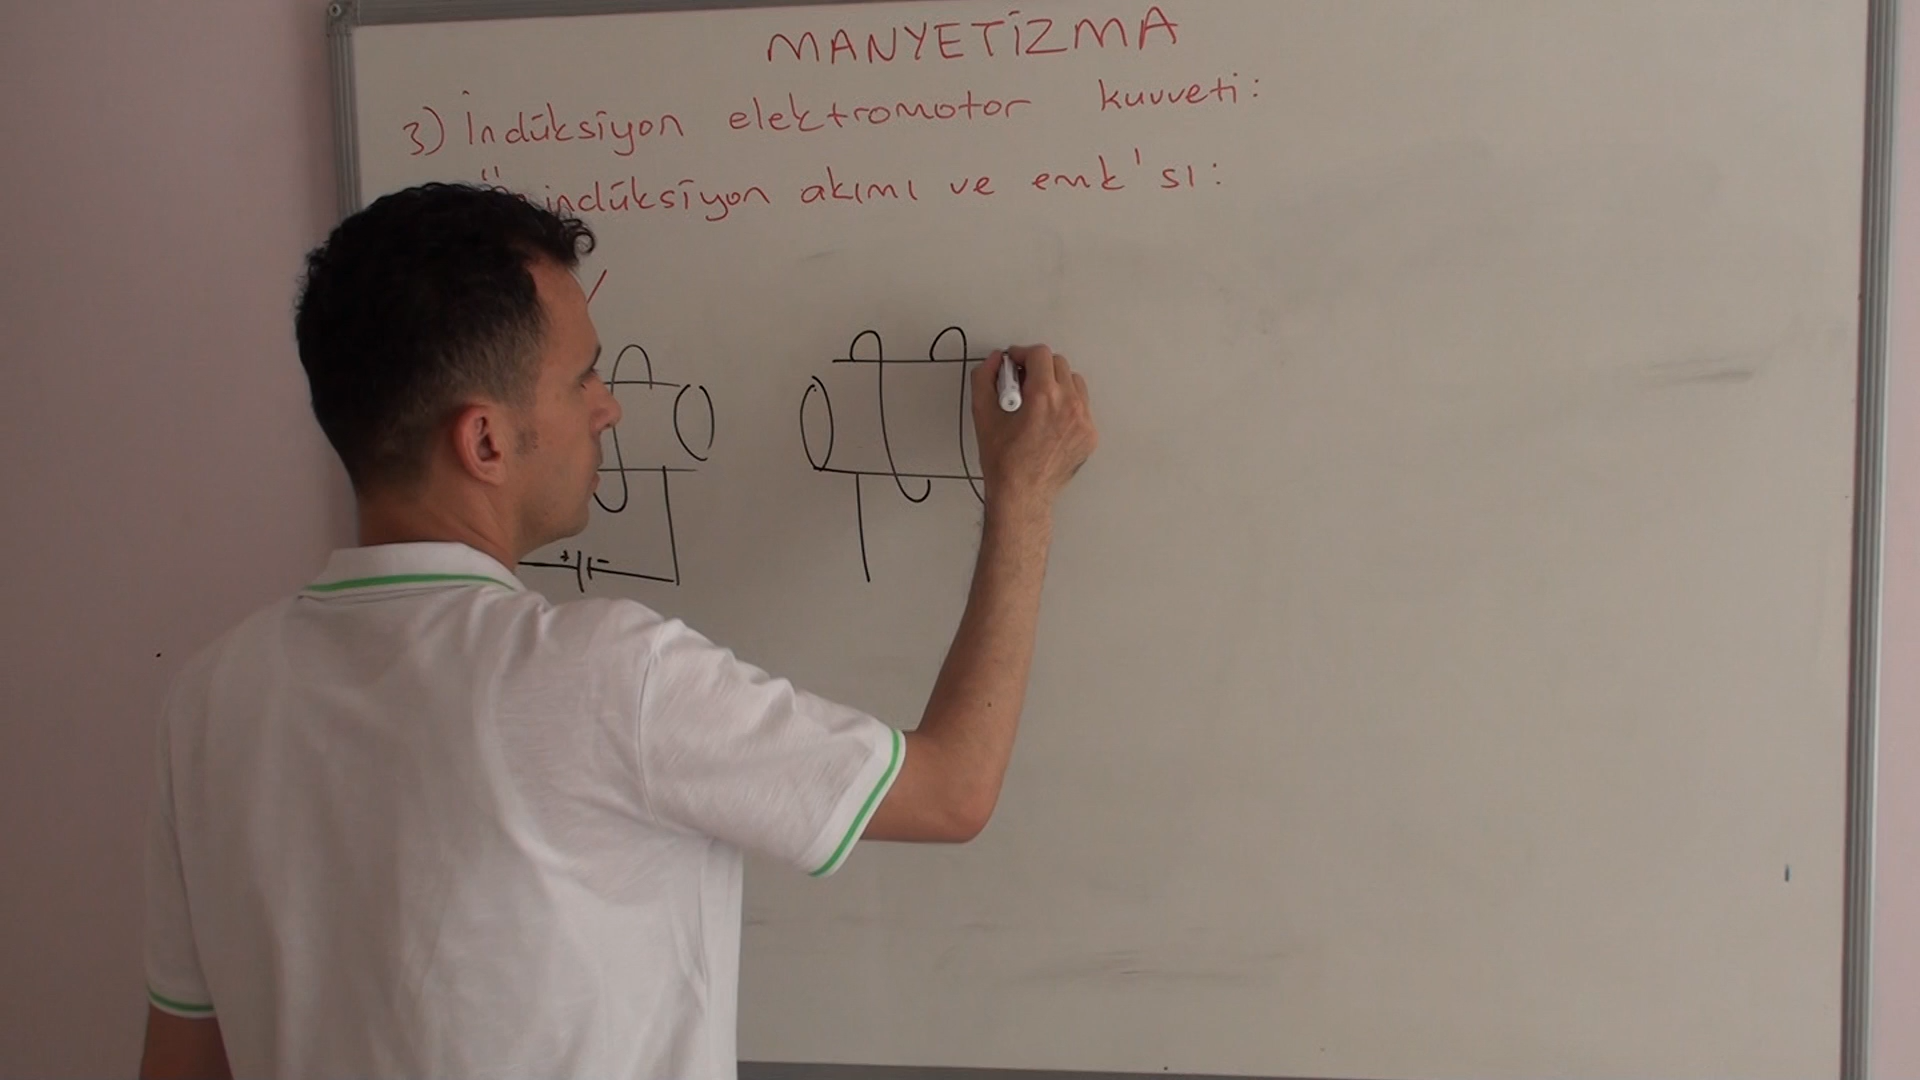 MANYETİZMA
3) İndüksiyon elektromotor kuvveti:
indüksiyon akımı ve emk'sı:
+ -